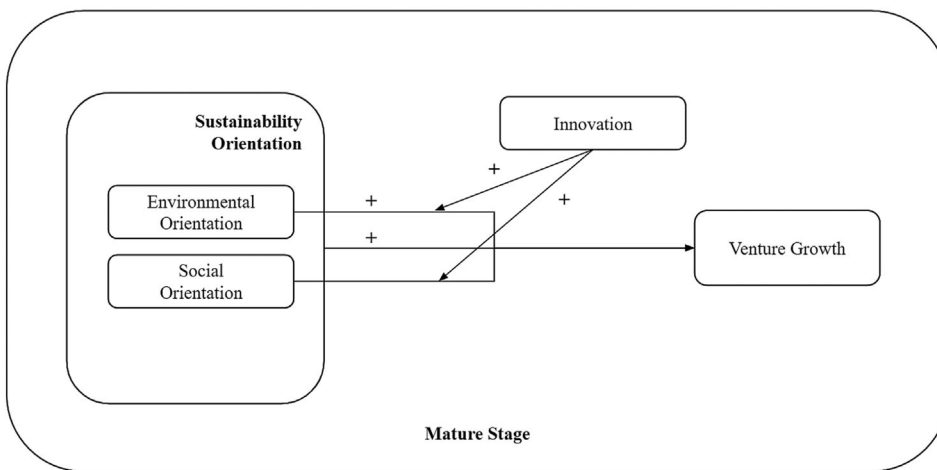 Sustainability
Orientation
Innovation
+
+
Environmental
Orientation
+
+
Social
Orientation
Venture Growth
Mature Stage